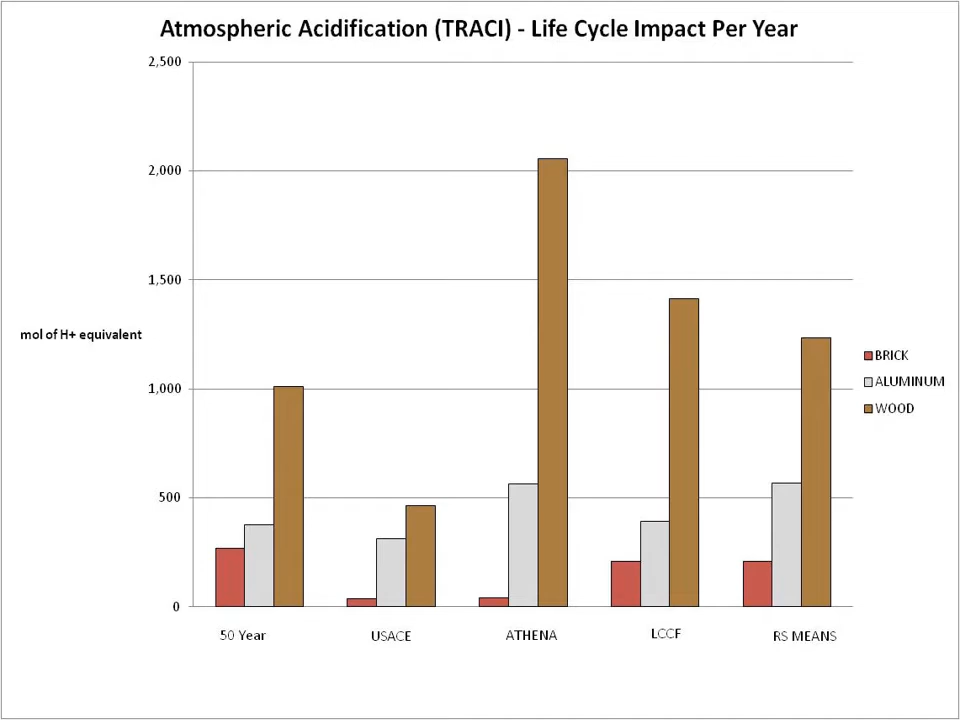 Atmospheric Acidification (TRACI) - Life Cycle Impact Per Year
2,500
2,000
1,500
mol of H+ equivalent
BRICK
ALUMINUM
1,000
WOOD
500
0
50 Year
USACE
ATHENA
LCCF
RS MEANS